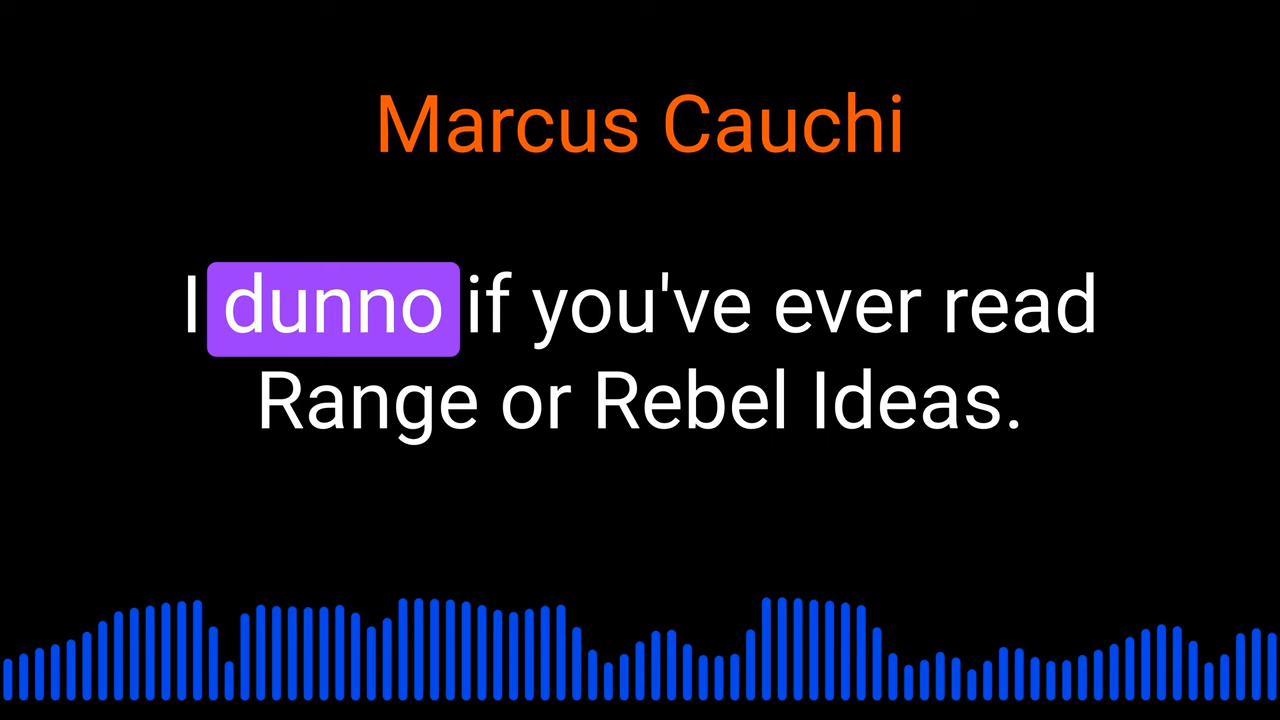 Marcus Cauchi
I dunno if you've ever read
Range or Rebel Ideas.